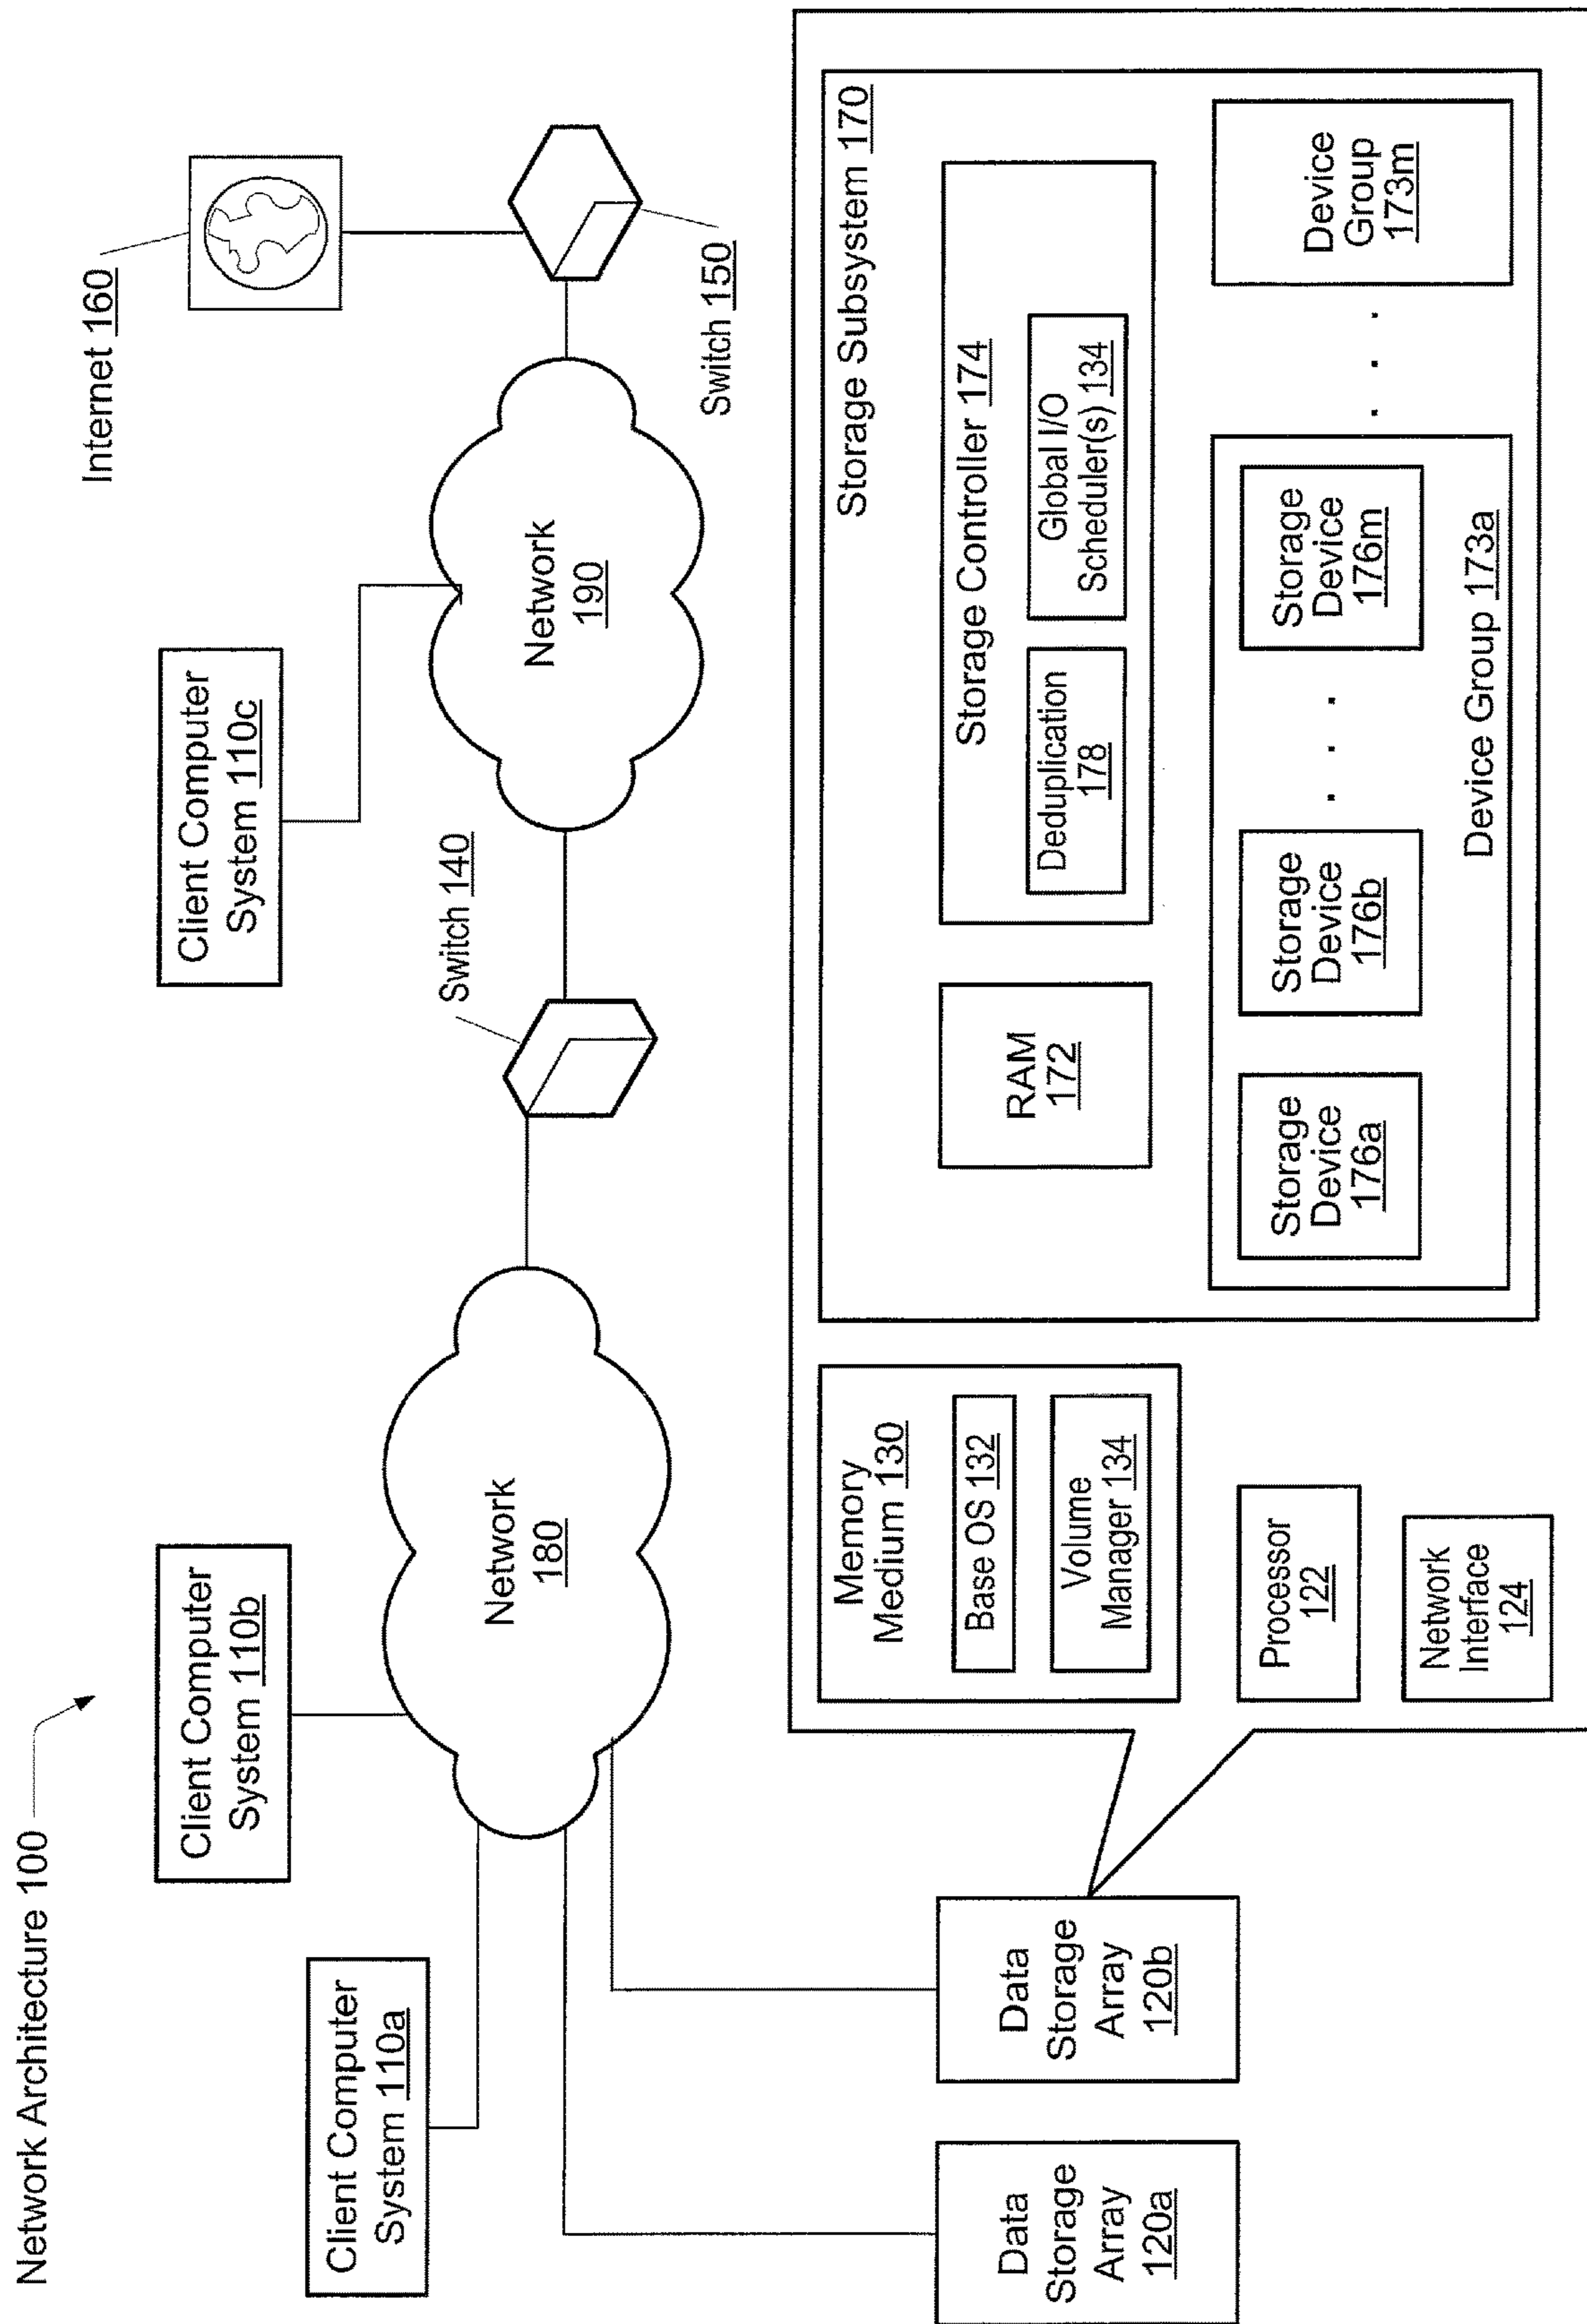 Network Architecture 100
Client Computer
System 110a
Client Computer
System 110b
Client Computer
System 110c
Internet 160
Network
180
Switch 140
Network
190
Switch 150
Data
Storage
Array
120a
Data
Storage
Array
120b
Memory
Medium 130
Base OS 132
Volume
Manager 134
Processor
122
Network
Interface
124
Storage Subsystem 170
RAM
172
Storage Controller 174
Deduplication
178
Global I/O
Scheduler(s) 134
Storage
Device
176a
Storage
Device
176b
. . .
Storage
Device
176m
Device Group 173a
. . .
Device
Group
173m